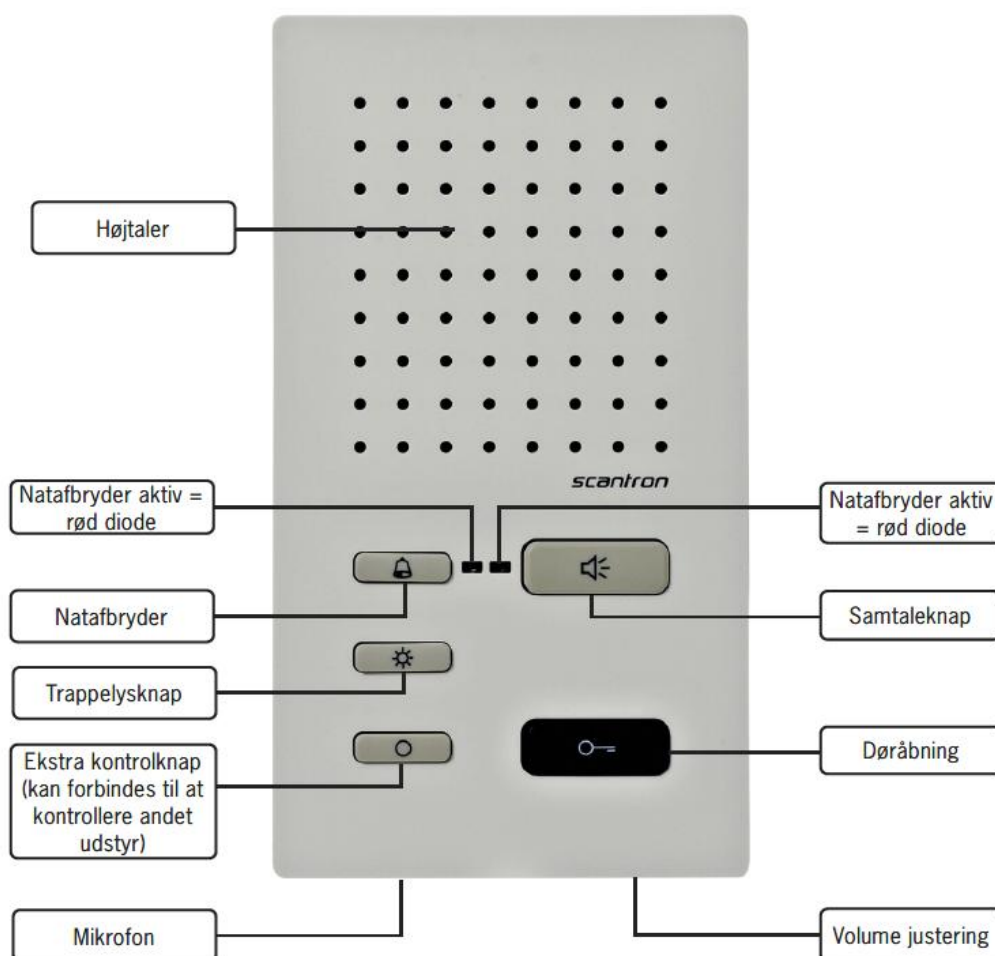 Højtaler
scantron
Natafbryder aktiv =
rød diode
Natafbryder aktiv
= rød diode
Natafbryder
Samtaleknap
Trappelysknap
Ekstra kontrolknap
(kan forbindes til at
kontrollere andet
udstyr)
Døråbning
Mikrofon
Volume justering